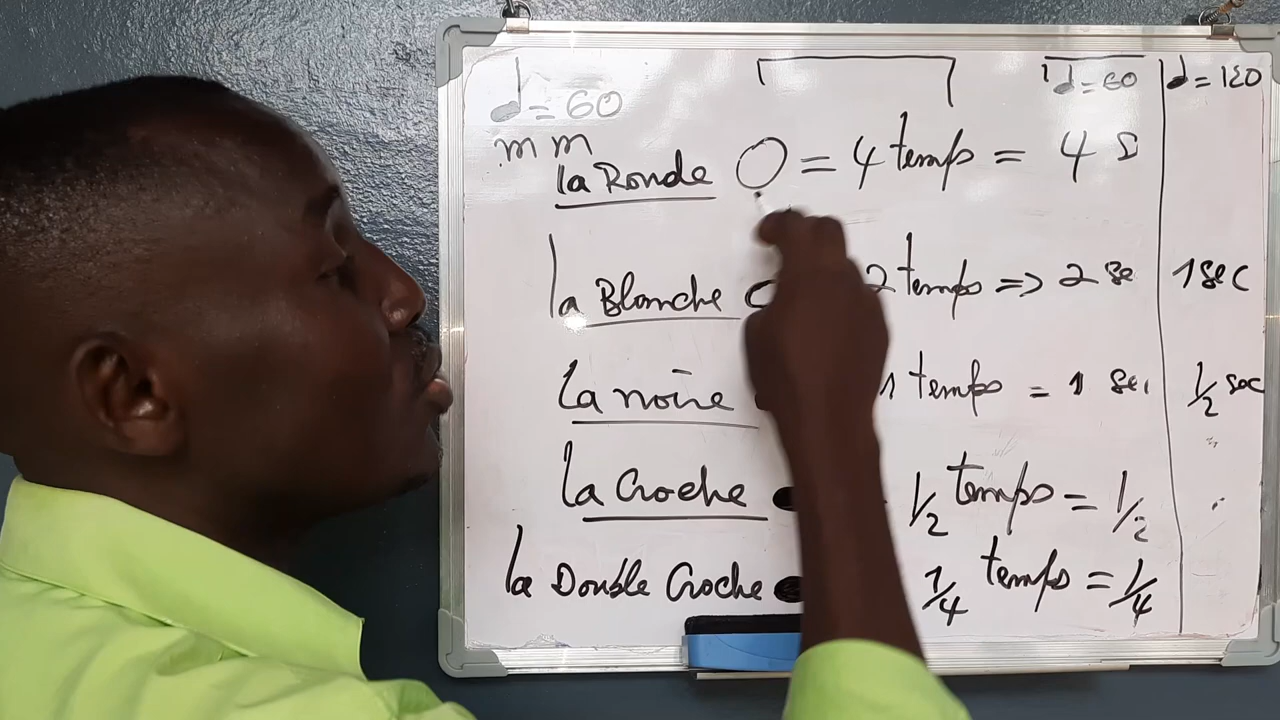 ♩= 60 ♩= 60 ♩= 120
m m
la Ronde O = 4 temps = 4 s
la Blanche 2 temps => 2 se 1 sec
la noire 1 temps = 1 sec ½ sec
la Croche 1/2 temps = 1/2
la Double Croche 1/4 temps = 1/4